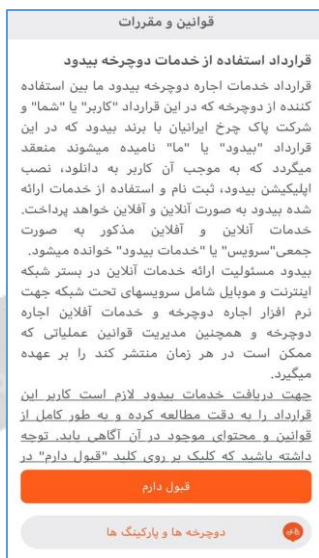 قوانین و مقررات
قرارداد استفاده از خدمات دوچرخه بیدود
قرارداد خدمات اجاره دوچرخه بیدود ما بین استفاده
کننده از دوچرخه که در این قرارداد "کاربر" یا "شما" و
شرکت پاک چرخ ایرانیان با برند بیدود که در این
قرارداد "بیدود" یا "ما" نامیده میشوند منعقد
میگردد که به موجب آن کاربر به دانلود، نصب
اپلیکیشن بیدود، ثبت نام و استفاده از خدمات ارائه
شده بیدود به صورت آنلاین و آفلاین خواهد پرداخت.
خدمات آنلاین و آفلاین مذکور به صورت
جمعی"سرویس" یا "خدمات بیدود" خوانده میشود.
بیدود مسئولیت ارائه خدمات آنلاین در بستر شبکه
اینترنت و موبایل شامل سرویسهای تحت شبکه جهت
نرم افزار اجاره دوچرخه و خدمات آفلاین اجاره
دوچرخه و همچنین مدیریت قوانین عملیاتی که
ممکن است در هر زمان منتشر کند را بر عهده
میگیرد.
جهت دریافت خدمات بیدود لازم است کاربر این
قرارداد را به دقت مطالعه کرده و به طور کامل از
قوانین و محتوای موجود در آن آگاهی یابد. توجه
داشته باشید که کلیک بر روی کلید "قبول دارم" در
قبول دارم
دوچرخه ها و پارکینگ ها